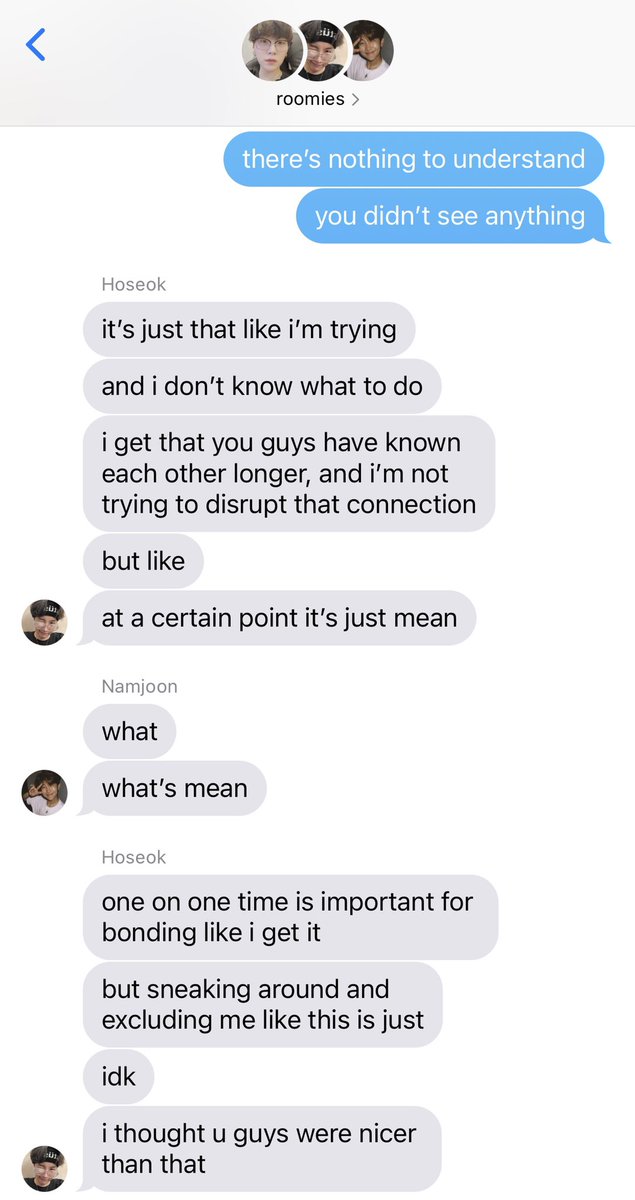 roomies
there’s nothing to understand
you didn’t see anything
Hoseok
it’s just that like i’m trying
and i don’t know what to do
i get that you guys have known
each other longer, and i’m not
trying to disrupt that connection
but like
at a certain point it’s just mean
Namjoon
what
what’s mean
Hoseok
one on one time is important for
bonding like i get it
but sneaking around and
excluding me like this is just
idk
i thought u guys were nicer
than that